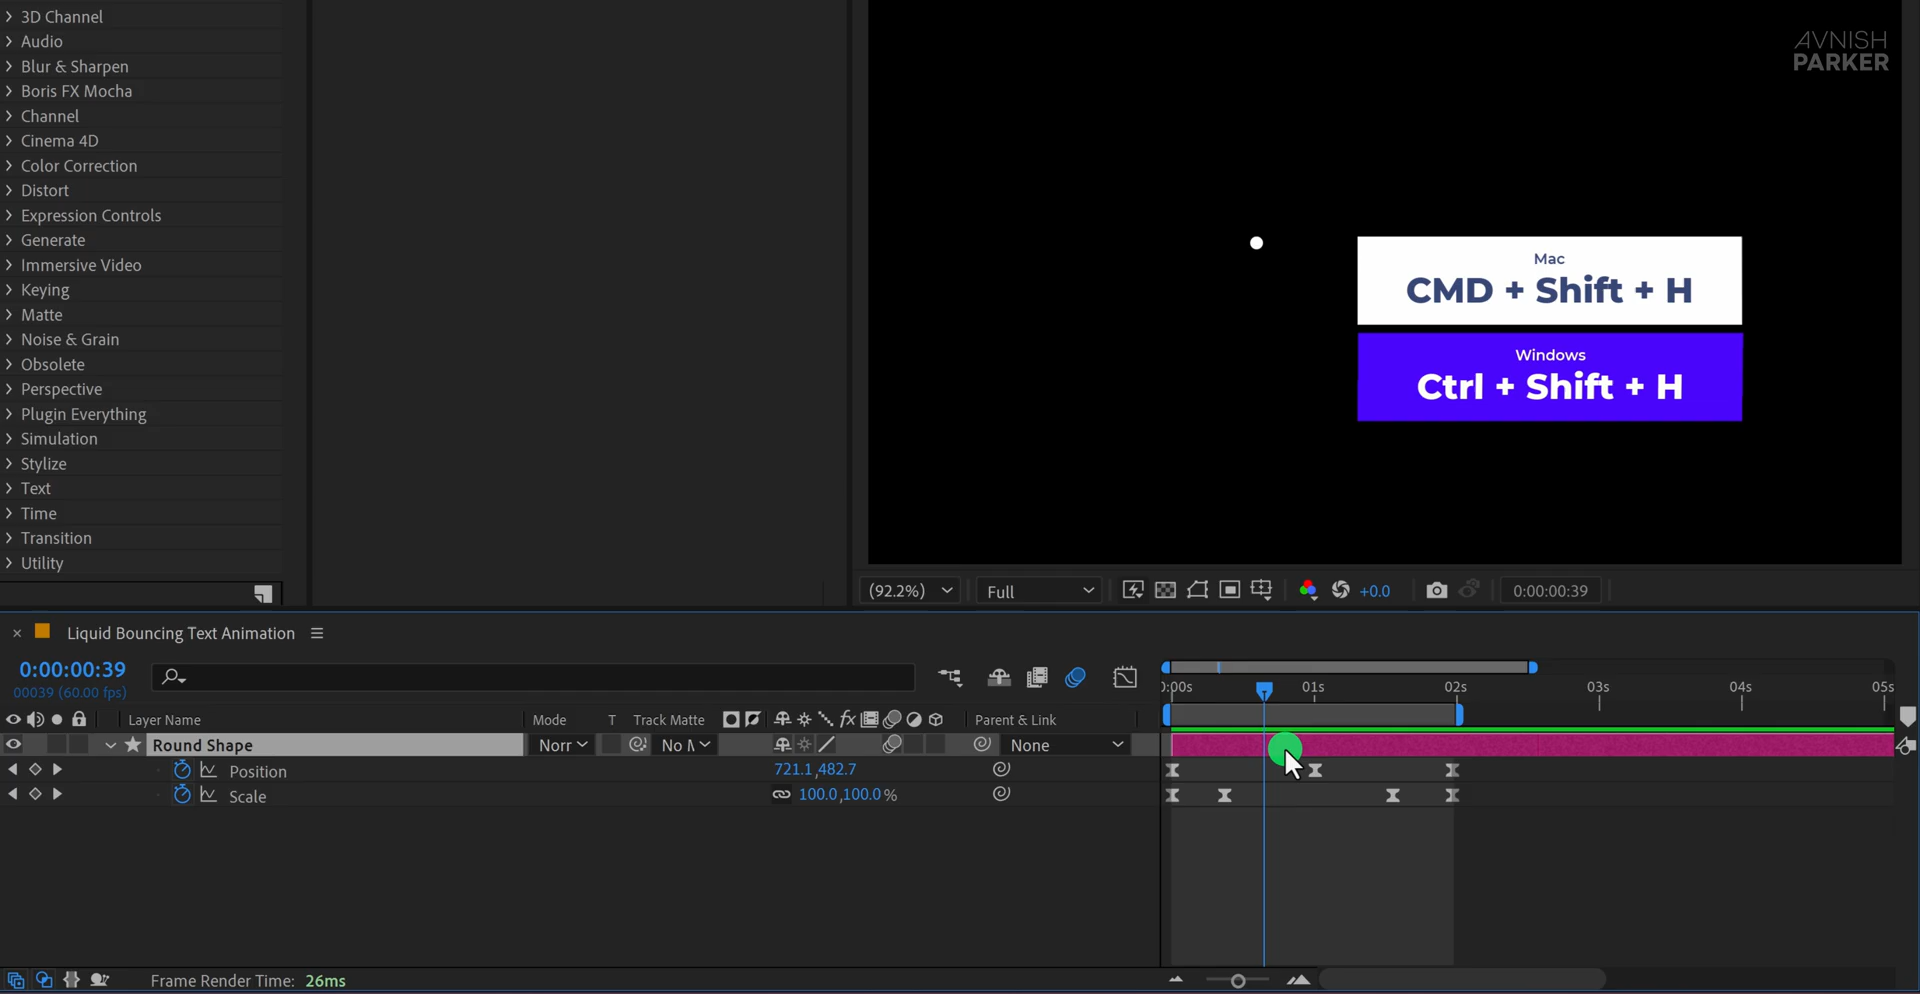 3D Channel
Audio
Blur & Sharpen
Boris FX Mocha
Channel
Cinema 4D
Color Correction
Distort
Expression Controls
Generate
Immersive Video
Keying
Matte
Noise & Grain
Obsolete
Perspective
Plugin Everything
Simulation
Stylize
Text
Time
Transition
Utility
AVNISH
PARKER
Mac
CMD + Shift + H
Windows
Ctrl + Shift + H
(92.2%)
Full
+0.0
0:00:00:39
Liquid Bouncing Text Animation
0:00:00:39
00039 (60.00 fps)
):00s 01s 02s 03s 04s 05s
Layer Name Mode T Track Matte fx Parent & Link
Round Shape Norr No None
Position 721.1,482.7
Scale 100.0,100.0%
Frame Render Time: 26ms